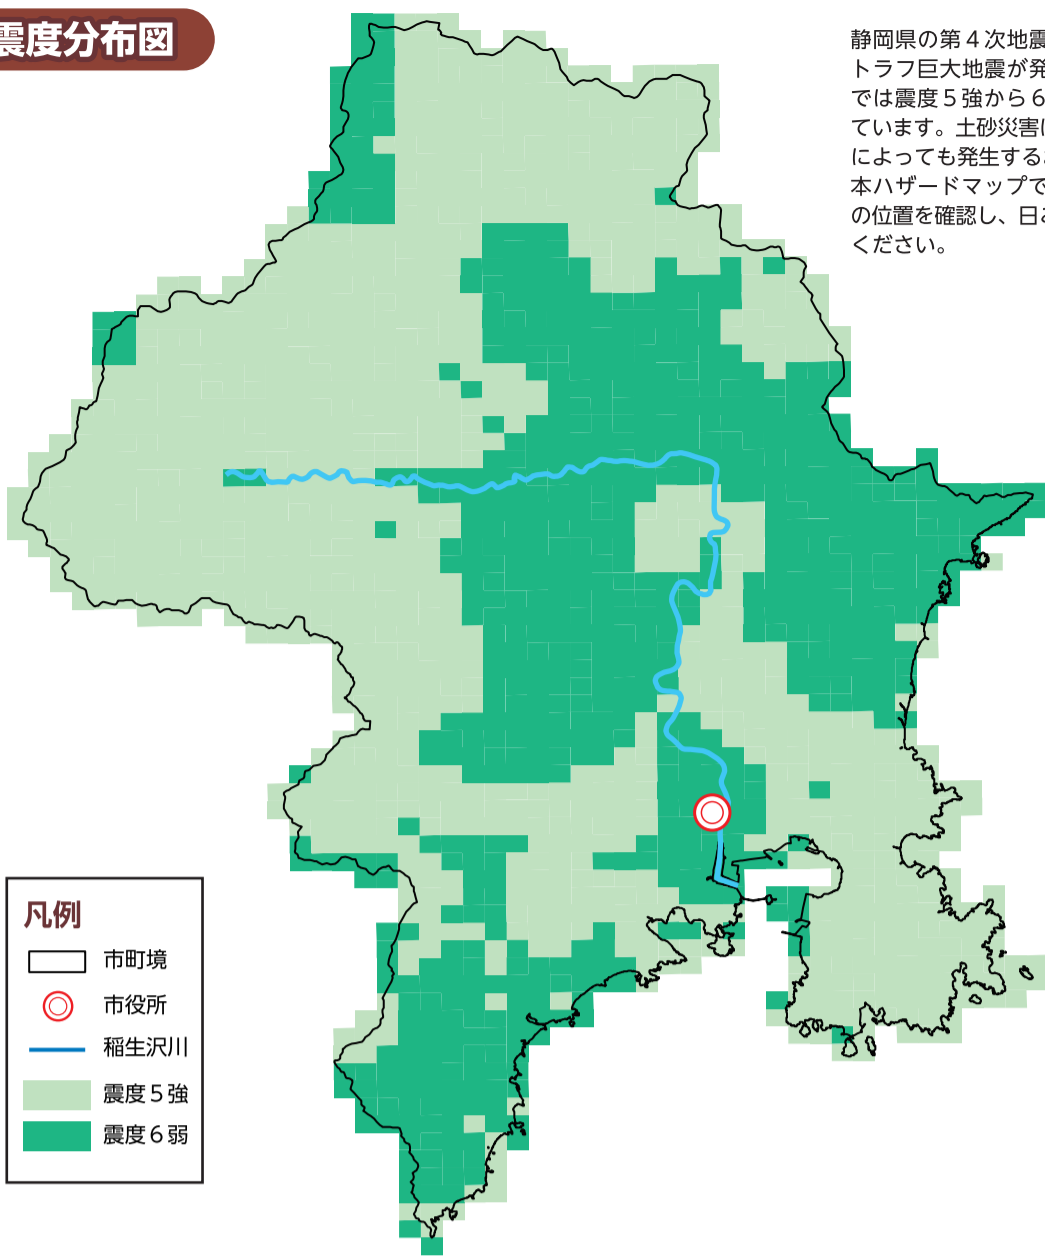 震度分布図
静岡県の第４次地震
トラフ巨大地震が発
では震度５強から６
ています。土砂災害に
によっても発生するお
本ハザードマップで
の位置を確認し、日
ください。
凡例
市町境
市役所
稲生沢川
震度５強
震度６弱